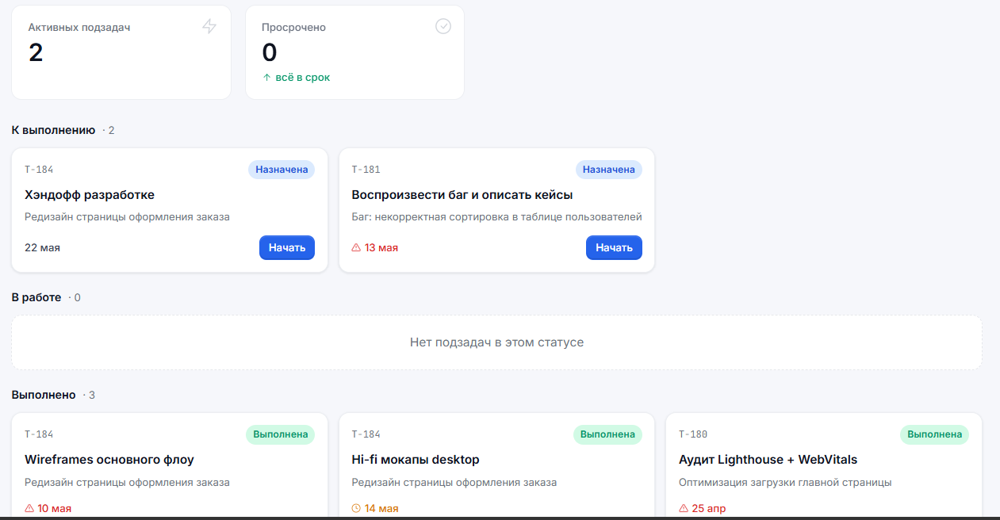 Активных подзадач
2
Просрочено
0
↑ всё в срок
К выполнению · 2
T-184
Назначена
Хэндофф разработке
Редизайн страницы оформления заказа
22 мая
Начать
T-181
Назначена
Воспроизвести баг и описать кейсы
Баг: некорректная сортировка в таблице пользователей
13 мая
Начать
В работе · 0
Нет подзадач в этом статусе
Выполнено · 3
T-184
Выполнена
Wireframes основного флоу
Редизайн страницы оформления заказа
10 мая
T-184
Выполнена
Hi-fi мокапы desktop
Редизайн страницы оформления заказа
14 мая
T-180
Выполнена
Аудит Lighthouse + WebVitals
Оптимизация загрузки главной страницы
25 апр